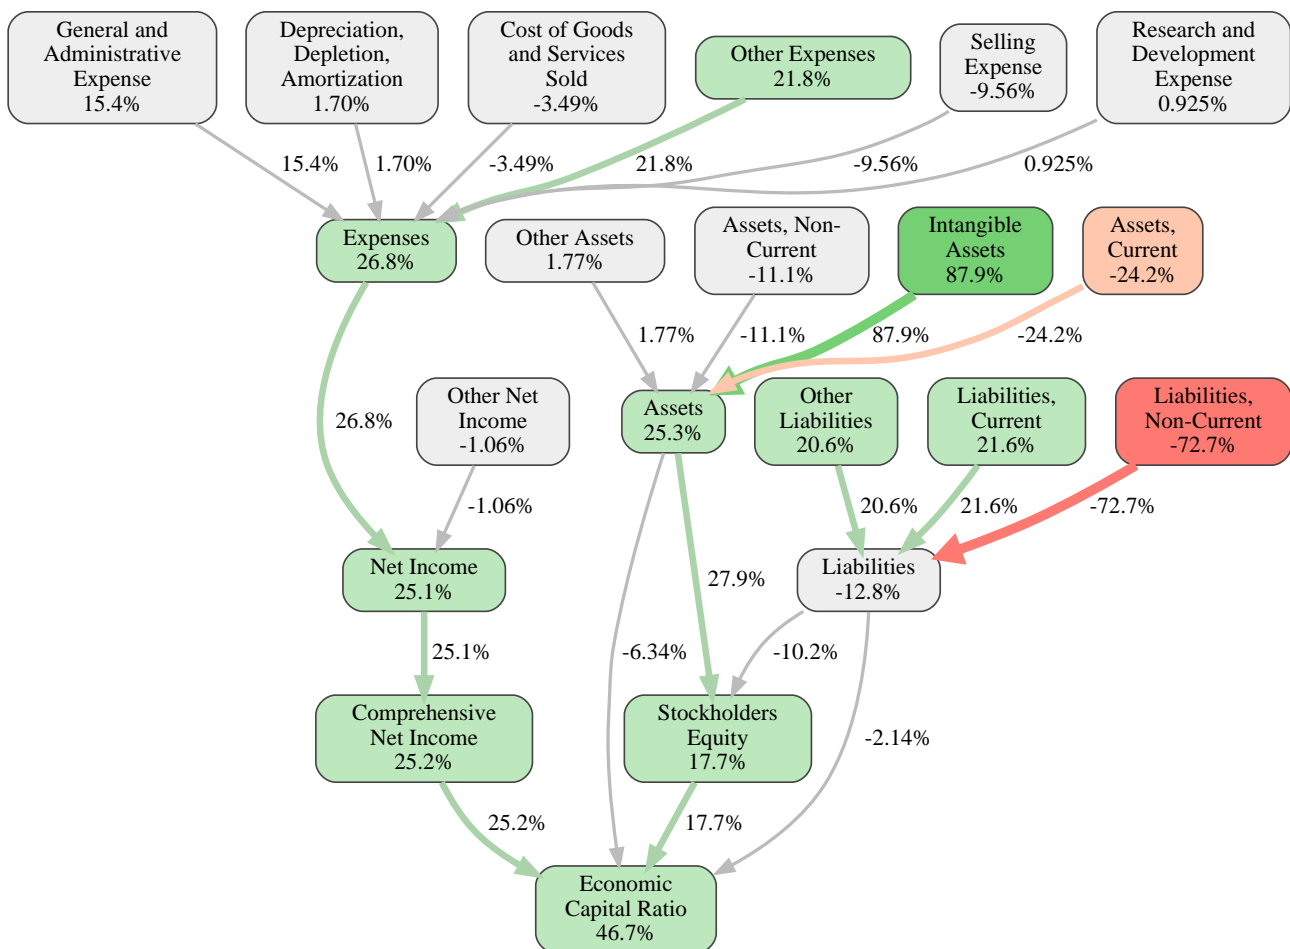 General and
Administrative
Expense
15.4%
Depreciation,
Depletion,
Amortization
1.70%
Cost of Goods
and Services
Sold
-3.49%
Other Expenses
21.8%
Selling
Expense
-9.56%
Research and
Development
Expense
0.925%
15.4%
1.70%
-3.49%
21.8%
-9.56%
0.925%
Expenses
26.8%
Other Assets
1.77%
Assets, Non-
Current
-11.1%
Intangible
Assets
87.9%
Assets,
Current
-24.2%
1.77%
-11.1%
87.9%
-24.2%
26.8%
Other Net
Income
-1.06%
Assets
25.3%
Other
Liabilities
20.6%
Liabilities,
Current
21.6%
Liabilities,
Non-Current
-72.7%
-1.06%
20.6%
21.6%
-72.7%
Net Income
25.1%
27.9%
Liabilities
-12.8%
25.1%
-6.34%
-10.2%
Comprehensive
Net Income
25.2%
Stockholders
Equity
17.7%
-2.14%
25.2%
17.7%
Economic
Capital Ratio
46.7%